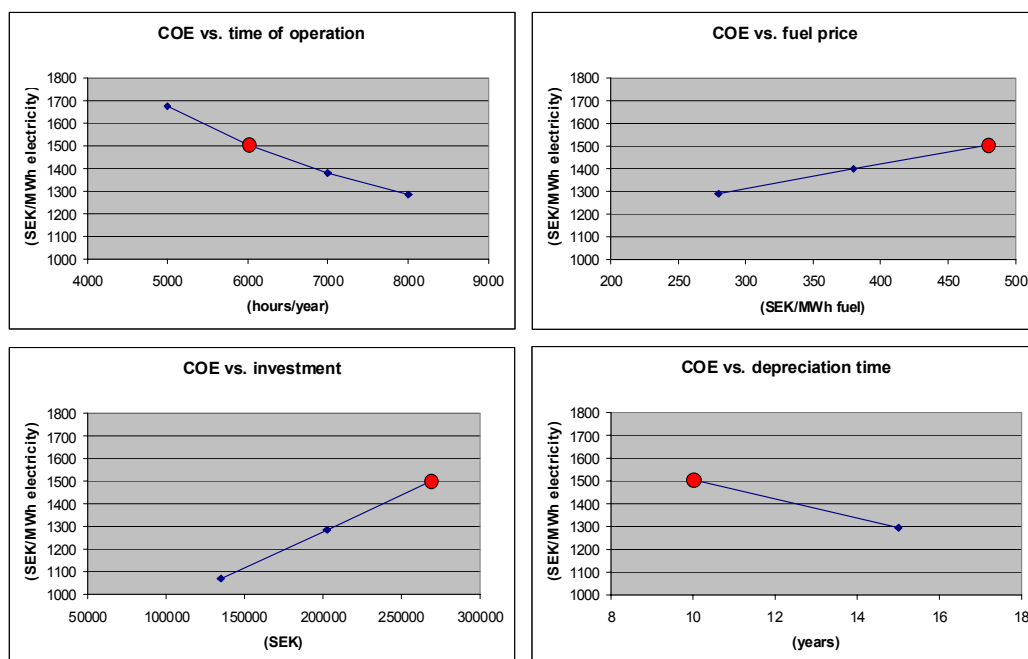 COE vs. time of operation
(SEK/MWh electricity)
1800
1700
1600
1500
1400
1300
1200
1100
1000
4000 5000 6000 7000 8000 9000
(hours/year)
COE vs. fuel price
(SEK/MWh electricity)
1800
1700
1600
1500
1400
1300
1200
1100
1000
200 250 300 350 400 450 500
(SEK/MWh fuel)
COE vs. investment
(SEK/MWh electricity)
1800
1700
1600
1500
1400
1300
1200
1100
1000
50000 100000 150000 200000 250000 300000
(SEK)
COE vs. depreciation time
(SEK/MWh electricity)
1800
1700
1600
1500
1400
1300
1200
1100
1000
8 10 12 14 16 18
(years)